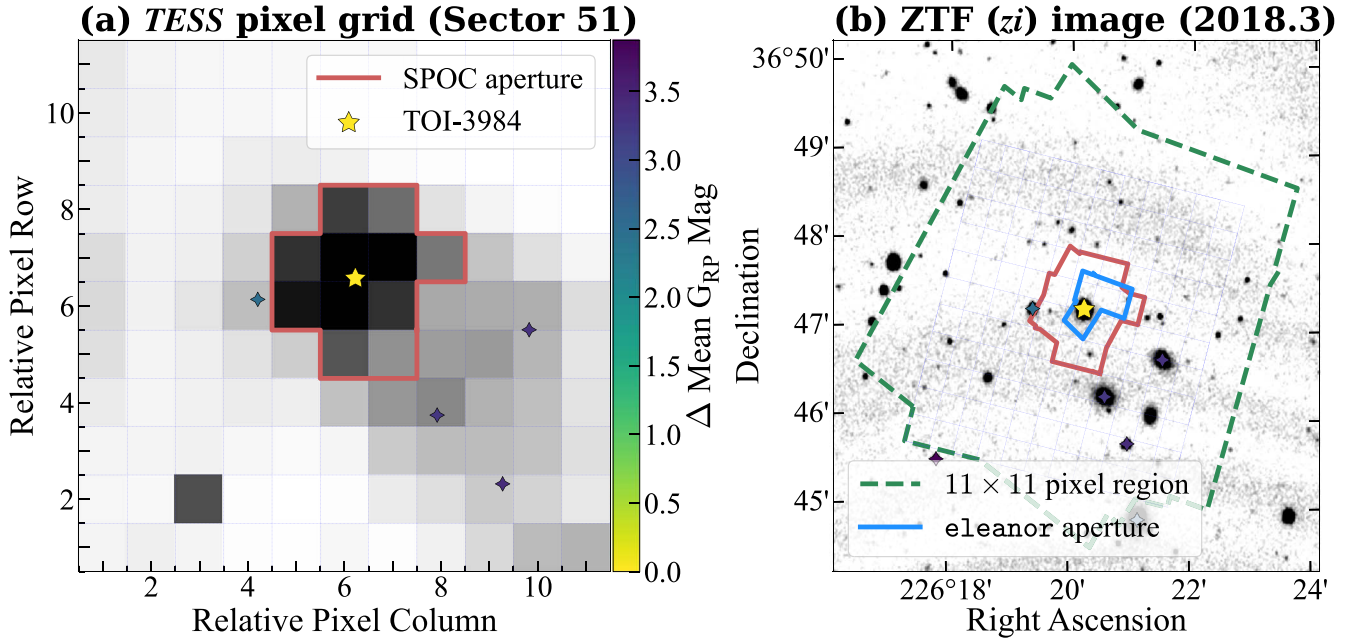 (a) TESS pixel grid (Sector 51)
SPOC aperture
TOI-3984
Relative Pixel Row
10
8
6
4
2
2
4
6
8
10
Relative Pixel Column
3.5
3.0
2.5
2.0
1.5
1.0
0.5
0.0
Δ Mean G_RP Mag
(b) ZTF (zi) image (2018.3)
36°50'
49'
48'
47'
46'
45'
Declination
11 × 11 pixel region
eleanor aperture
226°18'
20'
22'
24'
Right Ascension